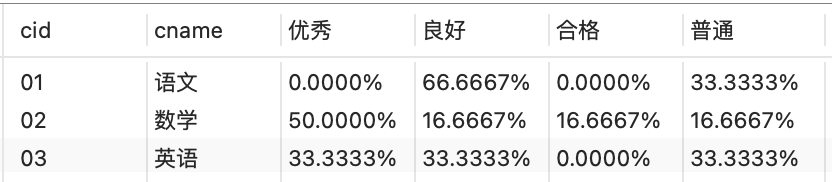 cid cname 优秀 良好 合格 普通
01 语文 0.0000% 66.6667% 0.0000% 33.3333%
02 数学 50.0000% 16.6667% 16.6667% 16.6667%
03 英语 33.3333% 33.3333% 0.0000% 33.3333%